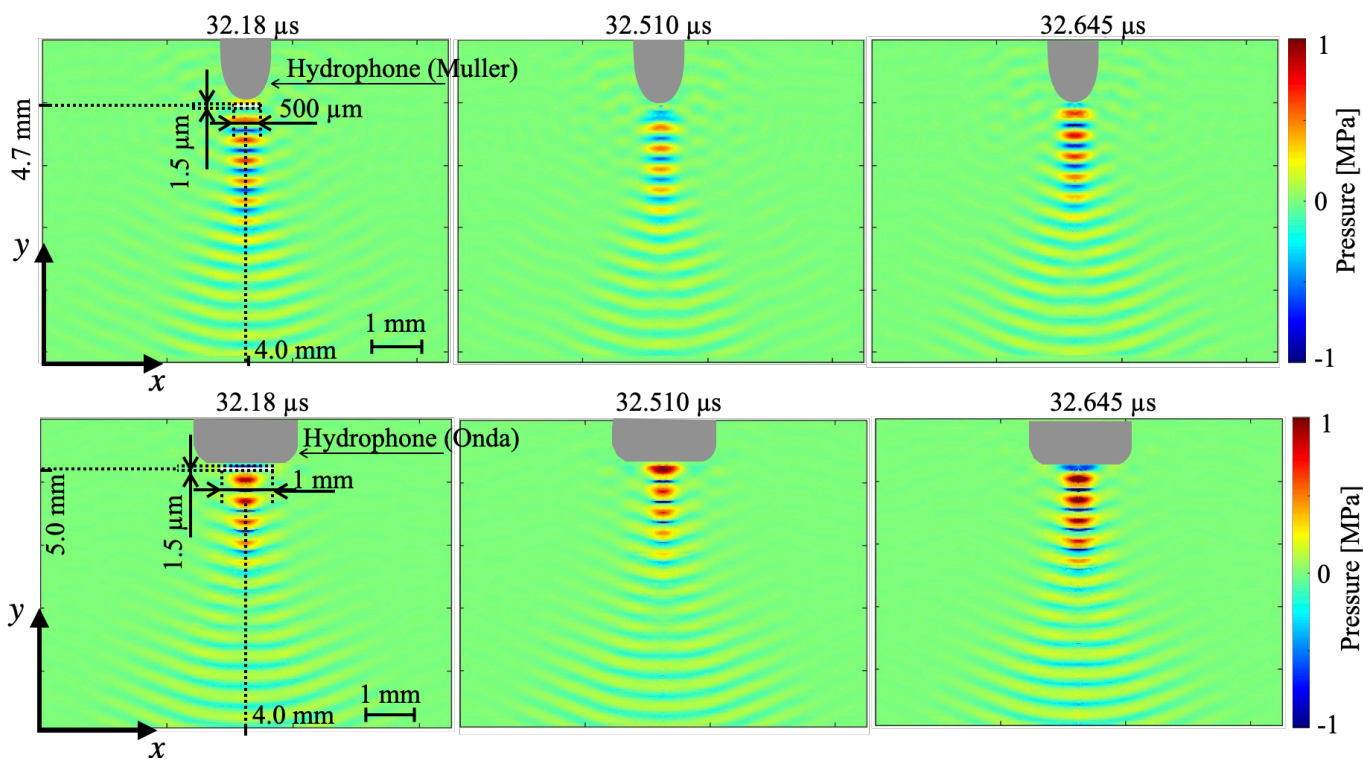 32.18 µs
32.510 µs
32.645 µs
Hydrophone (Muller)
500 µm
1.5 µm
4.7 mm
y
1 mm
4.0 mm
x
1
0
-1
Pressure [MPa]
32.18 µs
32.510 µs
32.645 µs
Hydrophone (Onda)
1 mm
1.5 µm
5.0 mm
y
1 mm
4.0 mm
x
1
0
-1
Pressure [MPa]